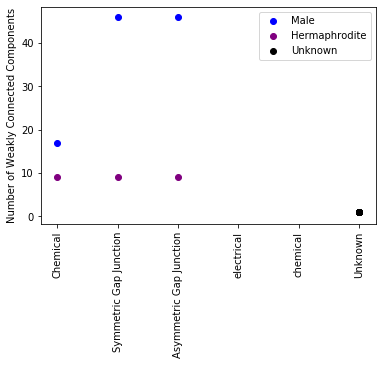 Number of Weakly Connected Components
40
30
20
10
0
Male
Hermaphrodite
Unknown
Chemical
Symmetric Gap Junction
Asymmetric Gap Junction
electrical
chemical
Unknown